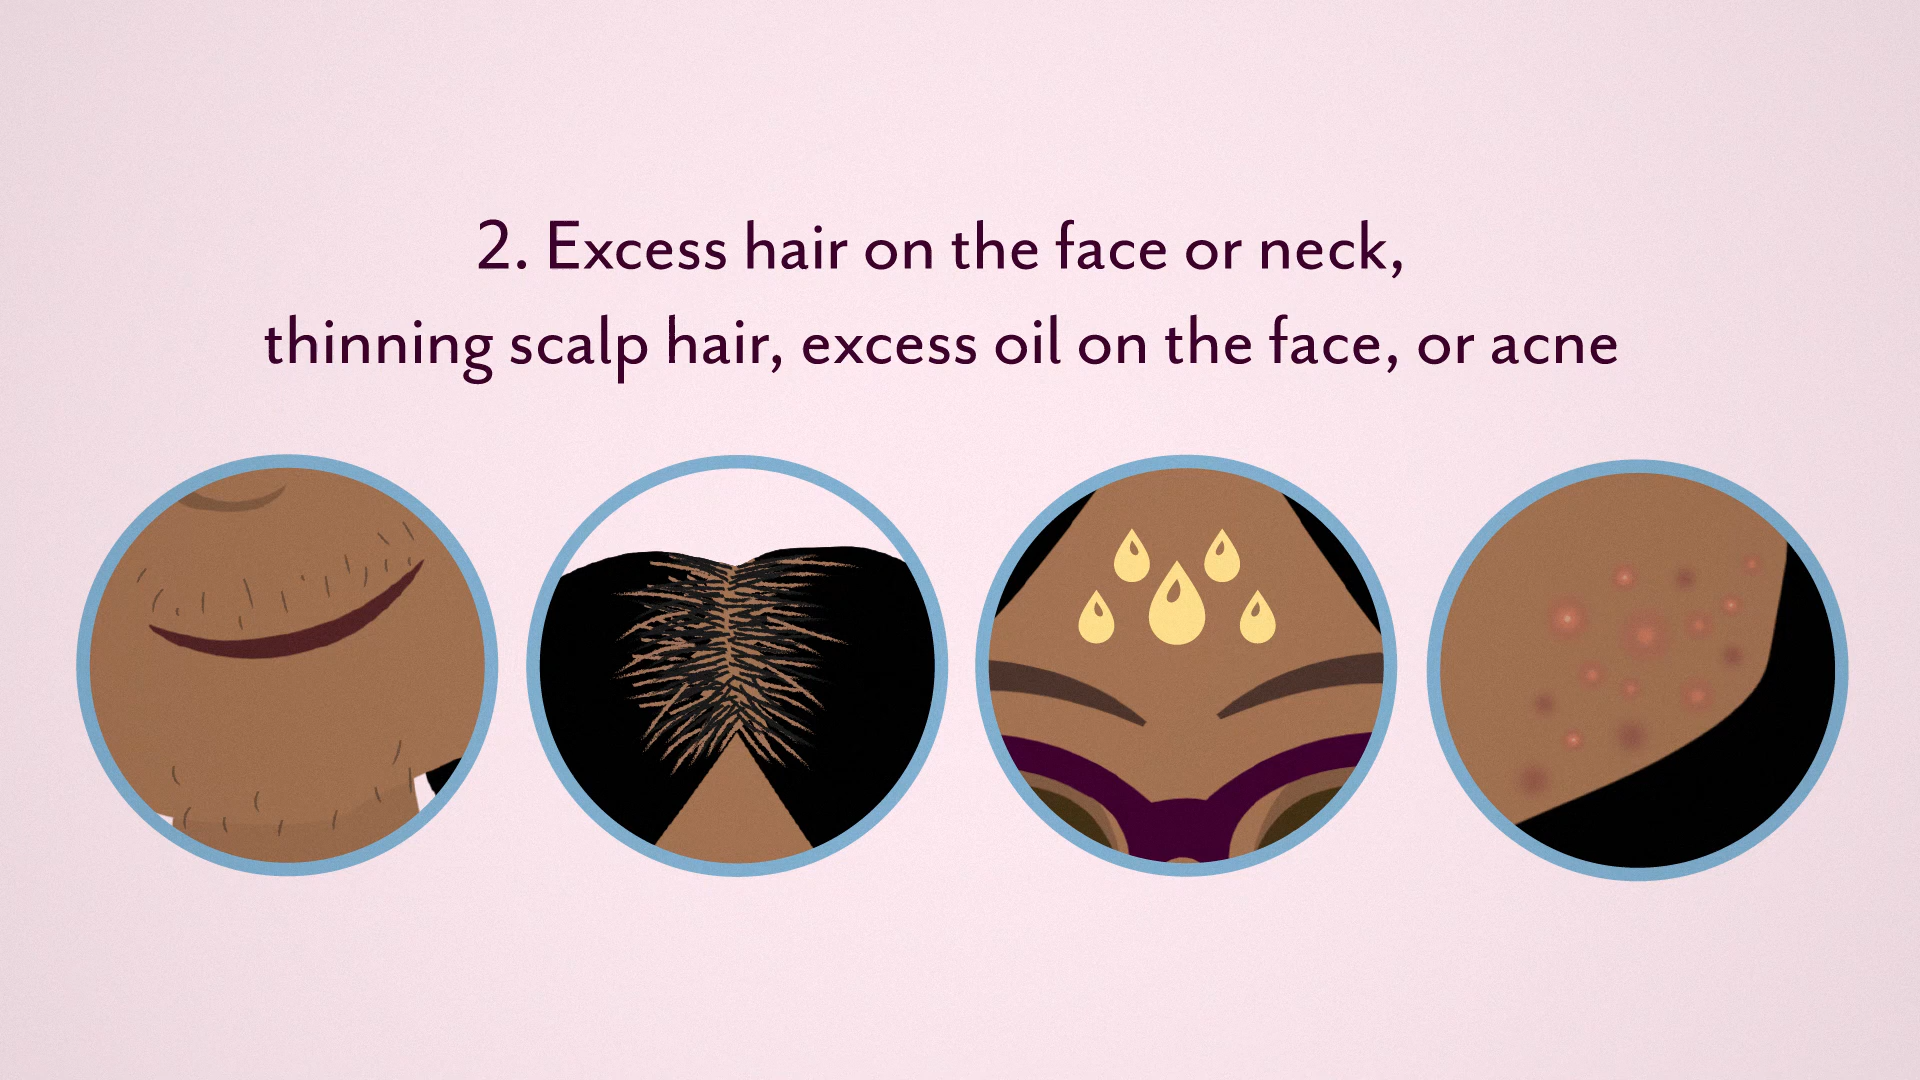 2. Excess hair on the face or neck,
thinning scalp hair, excess oil on the face, or acne